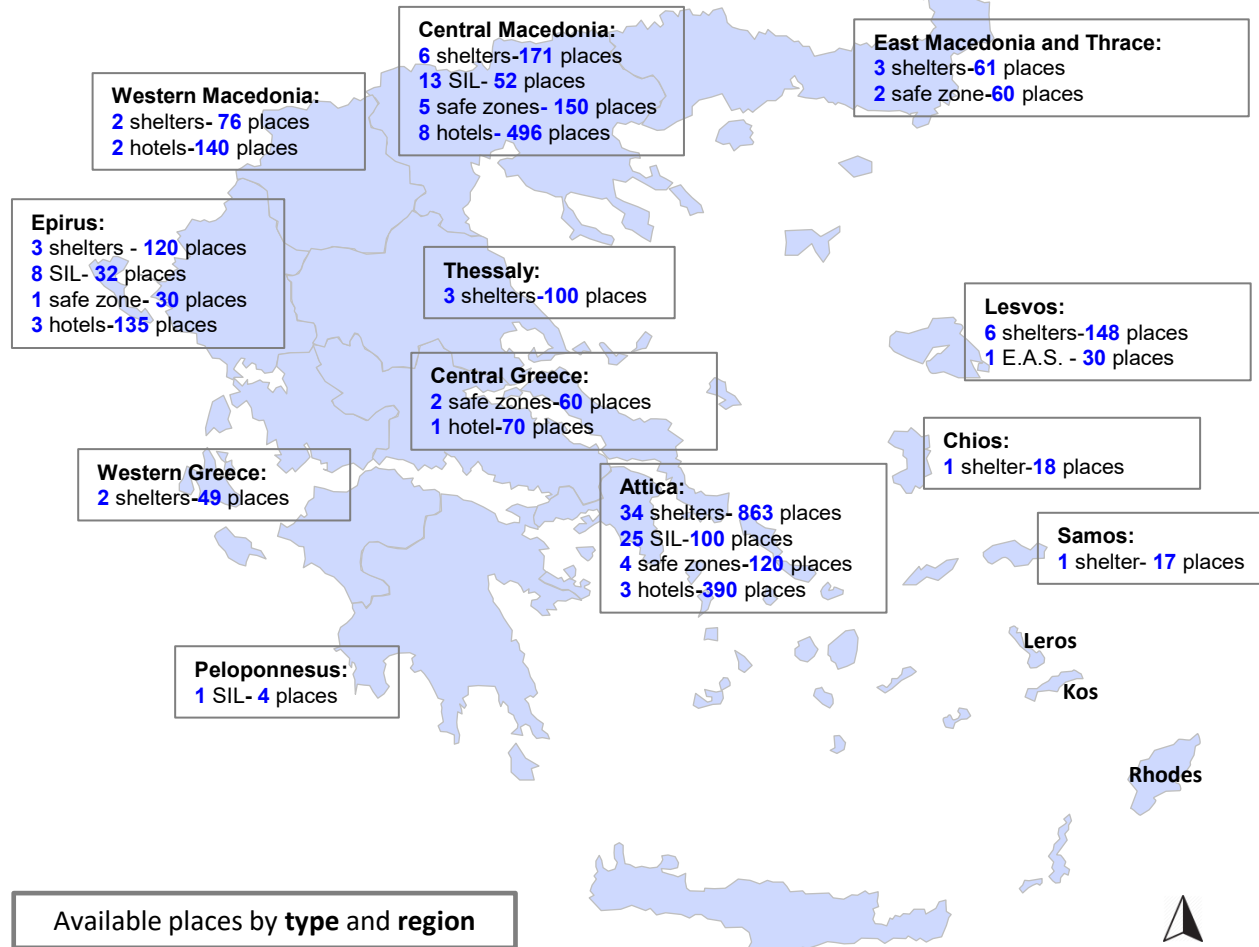 Central Macedonia:
6 shelters-171 places
13 SIL- 52 places
5 safe zones- 150 places
8 hotels- 496 places
East Macedonia and Thrace:
3 shelters-61 places
2 safe zone-60 places
Western Macedonia:
2 shelters- 76 places
2 hotels-140 places
Epirus:
3 shelters - 120 places
8 SIL- 32 places
1 safe zone- 30 places
3 hotels-135 places
Thessaly:
3 shelters-100 places
Lesvos:
6 shelters-148 places
1 E.A.S. - 30 places
Central Greece:
2 safe zones-60 places
1 hotel-70 places
Chios:
1 shelter-18 places
Western Greece:
2 shelters-49 places
Attica:
34 shelters- 863 places
25 SIL-100 places
4 safe zones-120 places
3 hotels-390 places
Samos:
1 shelter- 17 places
Leros
Kos
Peloponnesus:
1 SIL- 4 places
Rhodes
Available places by type and region